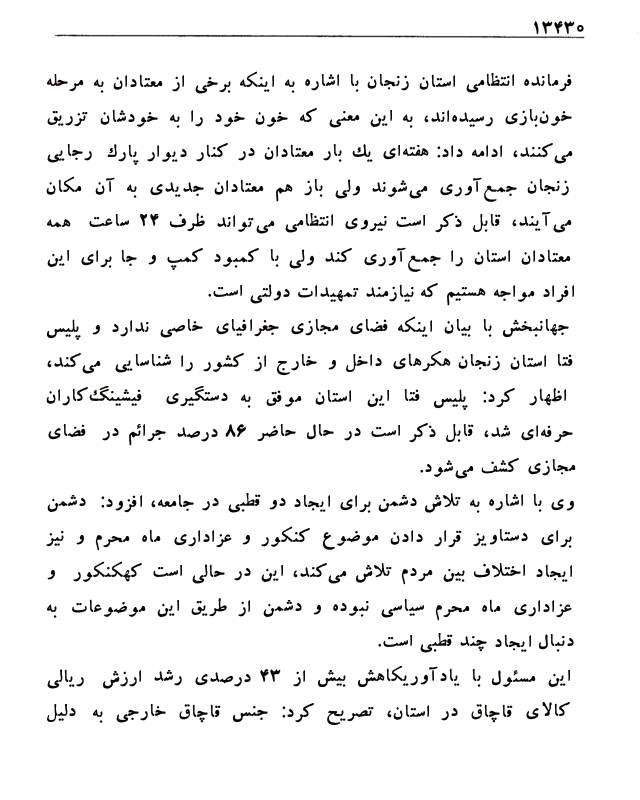 ۱۳۴۳۰
فرمانده انتظامی استان زنجان با اشاره به اینکه برخی از معتادان به مرحله
خون‌بازی رسیده‌اند، به این معنی که خون خود را به خودشان تزریق
می‌کنند، ادامه داد: هفته‌ای یك بار معتادان در کنار دیوار پارك رجایی
زنجان جمع‌آوری می‌شوند ولی باز هم معتادان جدیدی به آن مکان
می‌آیند، قابل ذکر است نیروی انتظامی می‌تواند ظرف ۲۴ ساعت همه
معتادان استان را جمع‌آوری کند ولی با کمبود کمپ و جا برای این
افراد مواجه هستیم که نیازمند تمهیدات دولتی است.
جهانبخش با بیان اینکه فضای مجازی جغرافیای خاصی ندارد و پلیس
فتا استان زنجان هکرهای داخل و خارج از کشور را شناسایی می‌کند،
اظهار کرد: پلیس فتا این استان موفق به دستگیری فیشینگ‌کاران
حرفه‌ای شد، قابل ذکر است در حال حاضر ۸۶ درصد جرائم در فضای
مجازی کشف می‌شود.
وی با اشاره به تلاش دشمن برای ایجاد دو قطبی در جامعه، افزود: دشمن
برای دستاویز قرار دادن موضوع کنکور و عزاداری ماه محرم و نیز
ایجاد اختلاف بین مردم تلاش می‌کند، این در حالی است کهکنکور و
عزاداری ماه محرم سیاسی نبوده و دشمن از طریق این موضوعات به
دنبال ایجاد چند قطبی است.
این مسئول با یادآوریکاهش بیش از ۴۳ درصدی رشد ارزش ریالی
کالای قاچاق در استان، تصریح کرد: جنس قاچاق خارجی به دلیل